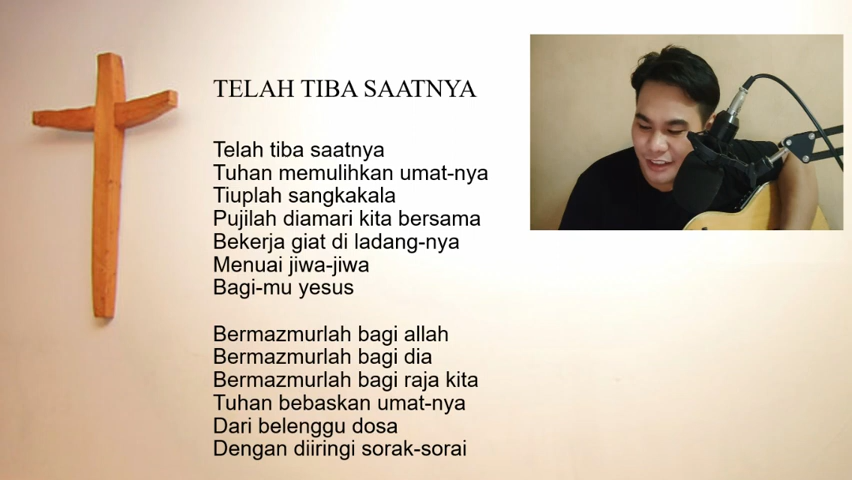 TELAH TIBA SAATNYA
Telah tiba saatnya
Tuhan memulihkan umat-nya
Tiuplah sangkakala
Pujilah diamari kita bersama
Bekerja giat di ladang-nya
Menuai jiwa-jiwa
Bagi-mu yesus
Bermazmurlah bagi allah
Bermazmurlah bagi dia
Bermazmurlah bagi raja kita
Tuhan bebaskan umat-nya
Dari belenggu dosa
Dengan diiringi sorak-sorai